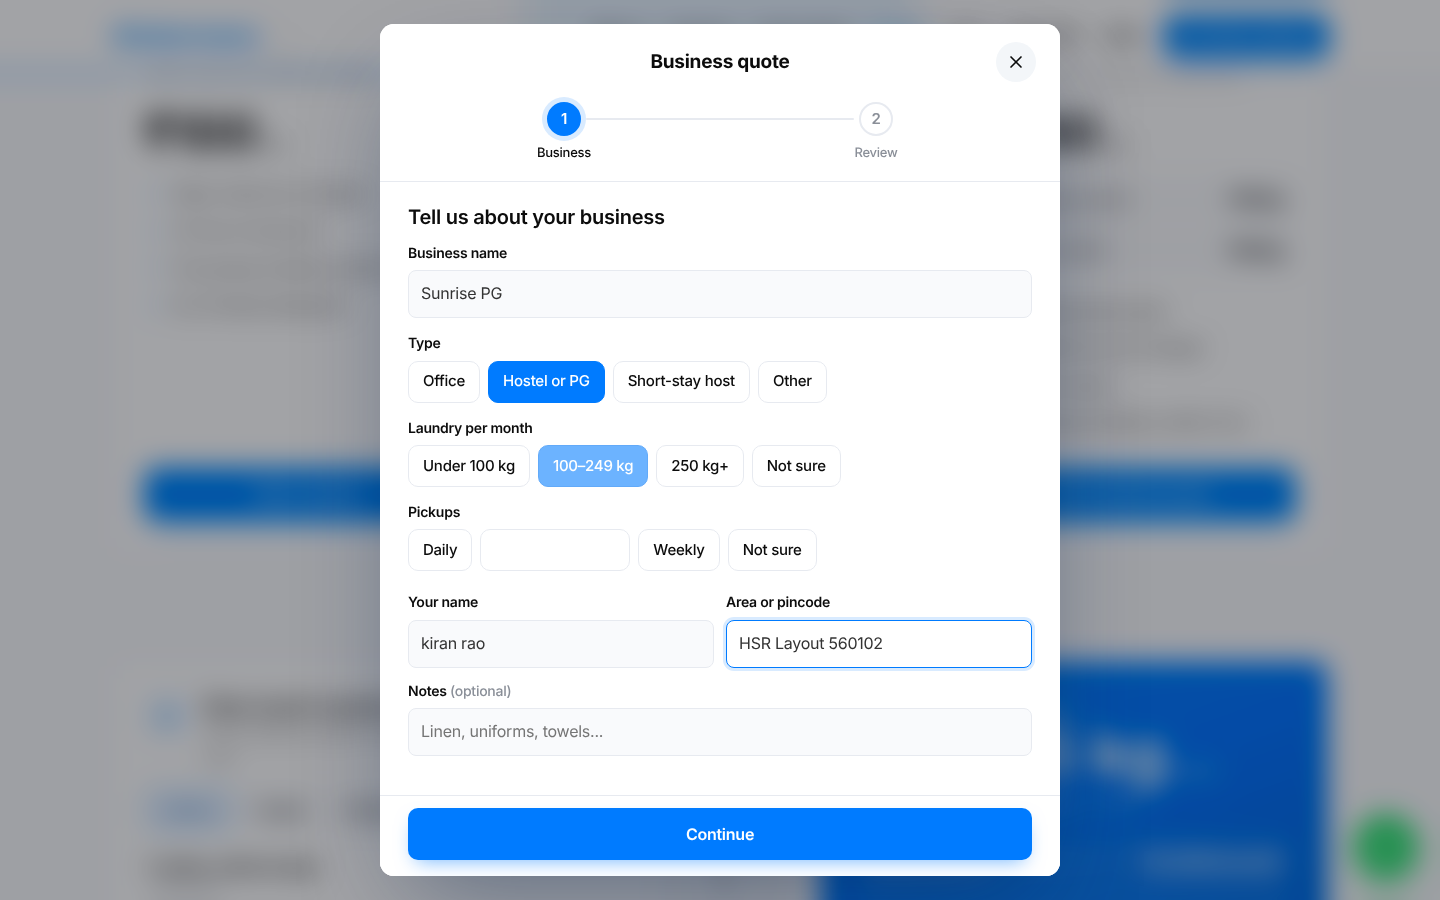 Business quote
1
2
Business
Review
Tell us about your business
Business name
Sunrise PG
Type
Office
Hostel or PG
Short-stay host
Other
Laundry per month
Under 100 kg
100–249 kg
250 kg+
Not sure
Pickups
Daily
Weekly
Not sure
Your name
Area or pincode
kiran rao
HSR Layout 560102
Notes (optional)
Linen, uniforms, towels...
Continue